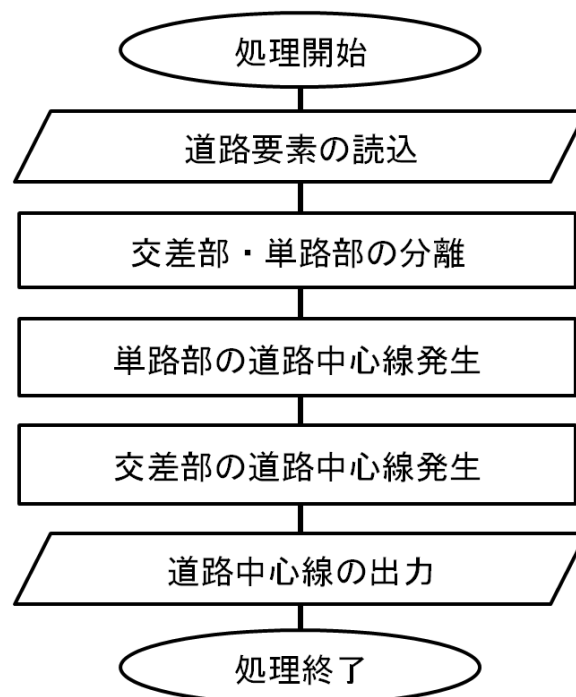 処理開始
道路要素の読込
交差部・単路部の分離
単路部の道路中心線発生
交差部の道路中心線発生
道路中心線の出力
処理終了